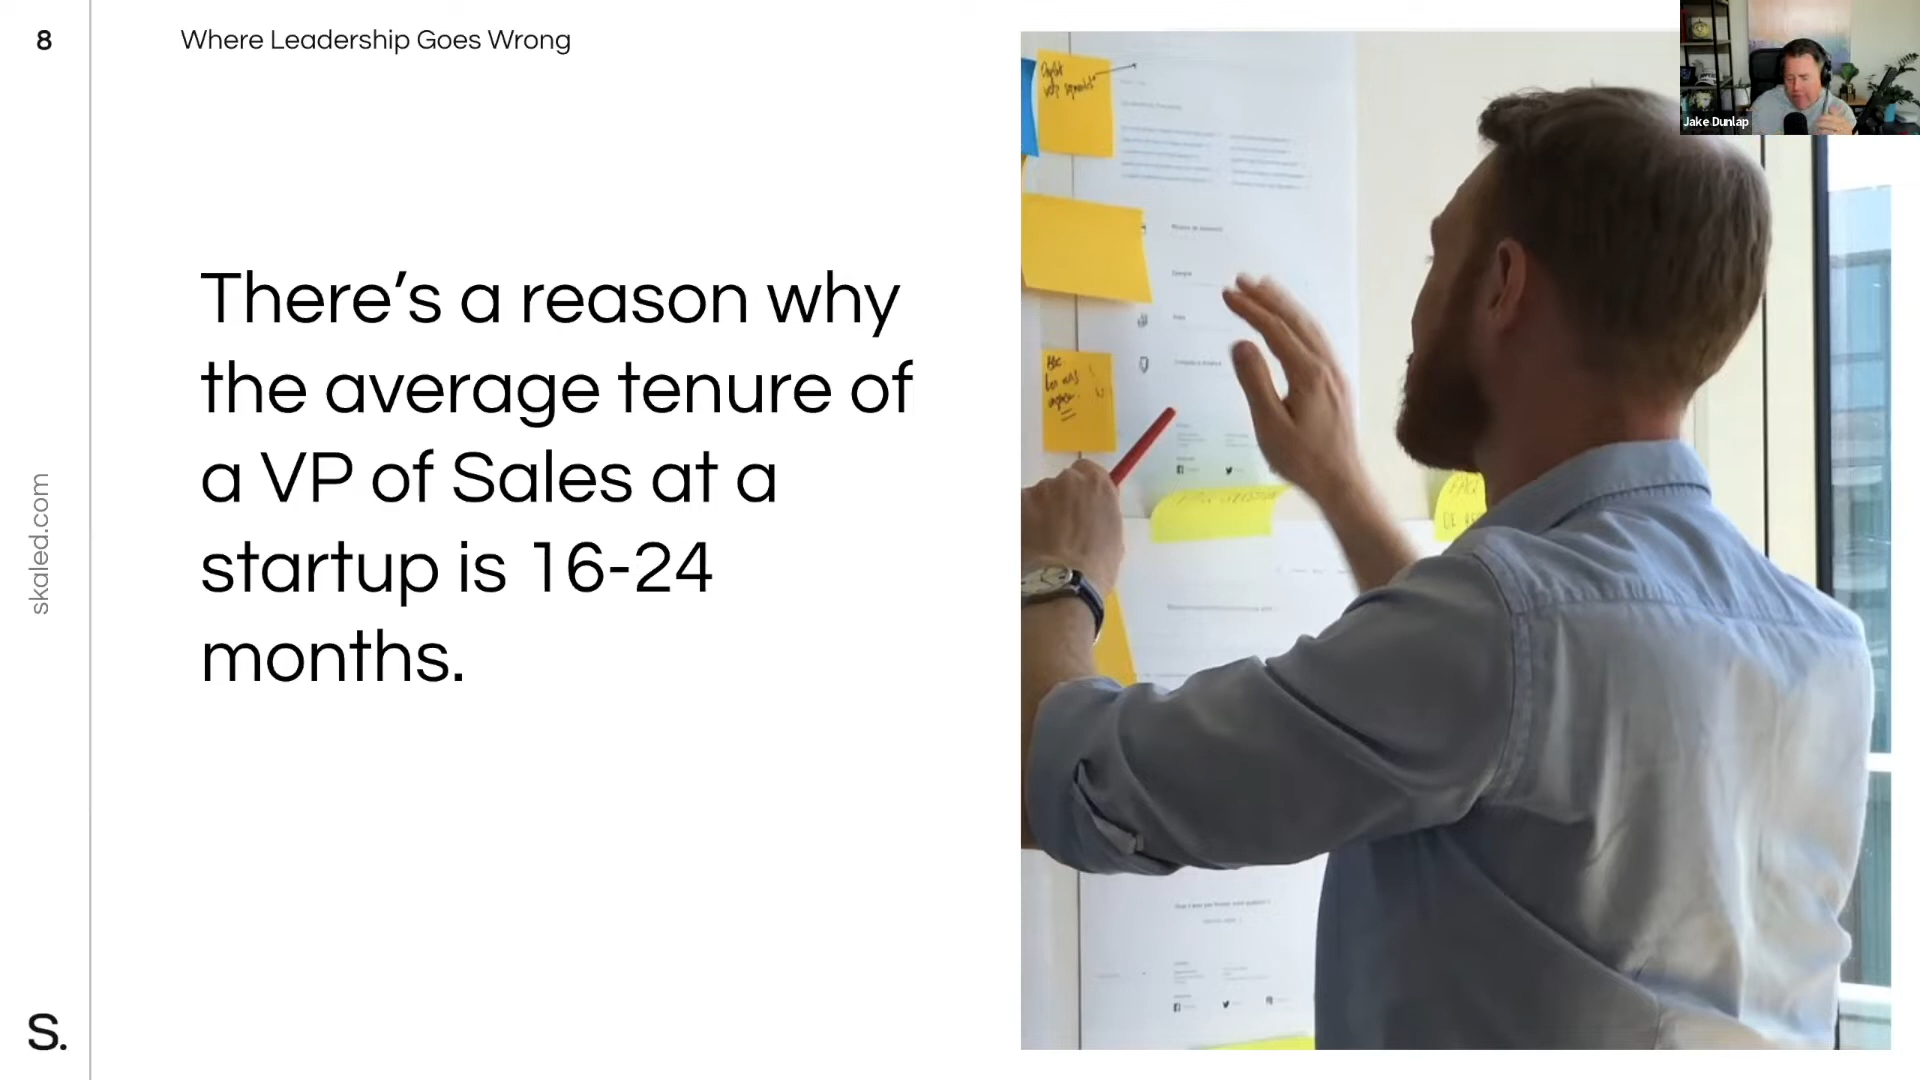 8
Where Leadership Goes Wrong
Jake Dunlap
There’s a reason why
the average tenure of
a VP of Sales at a
startup is 16-24
months.
skaled.com
S.